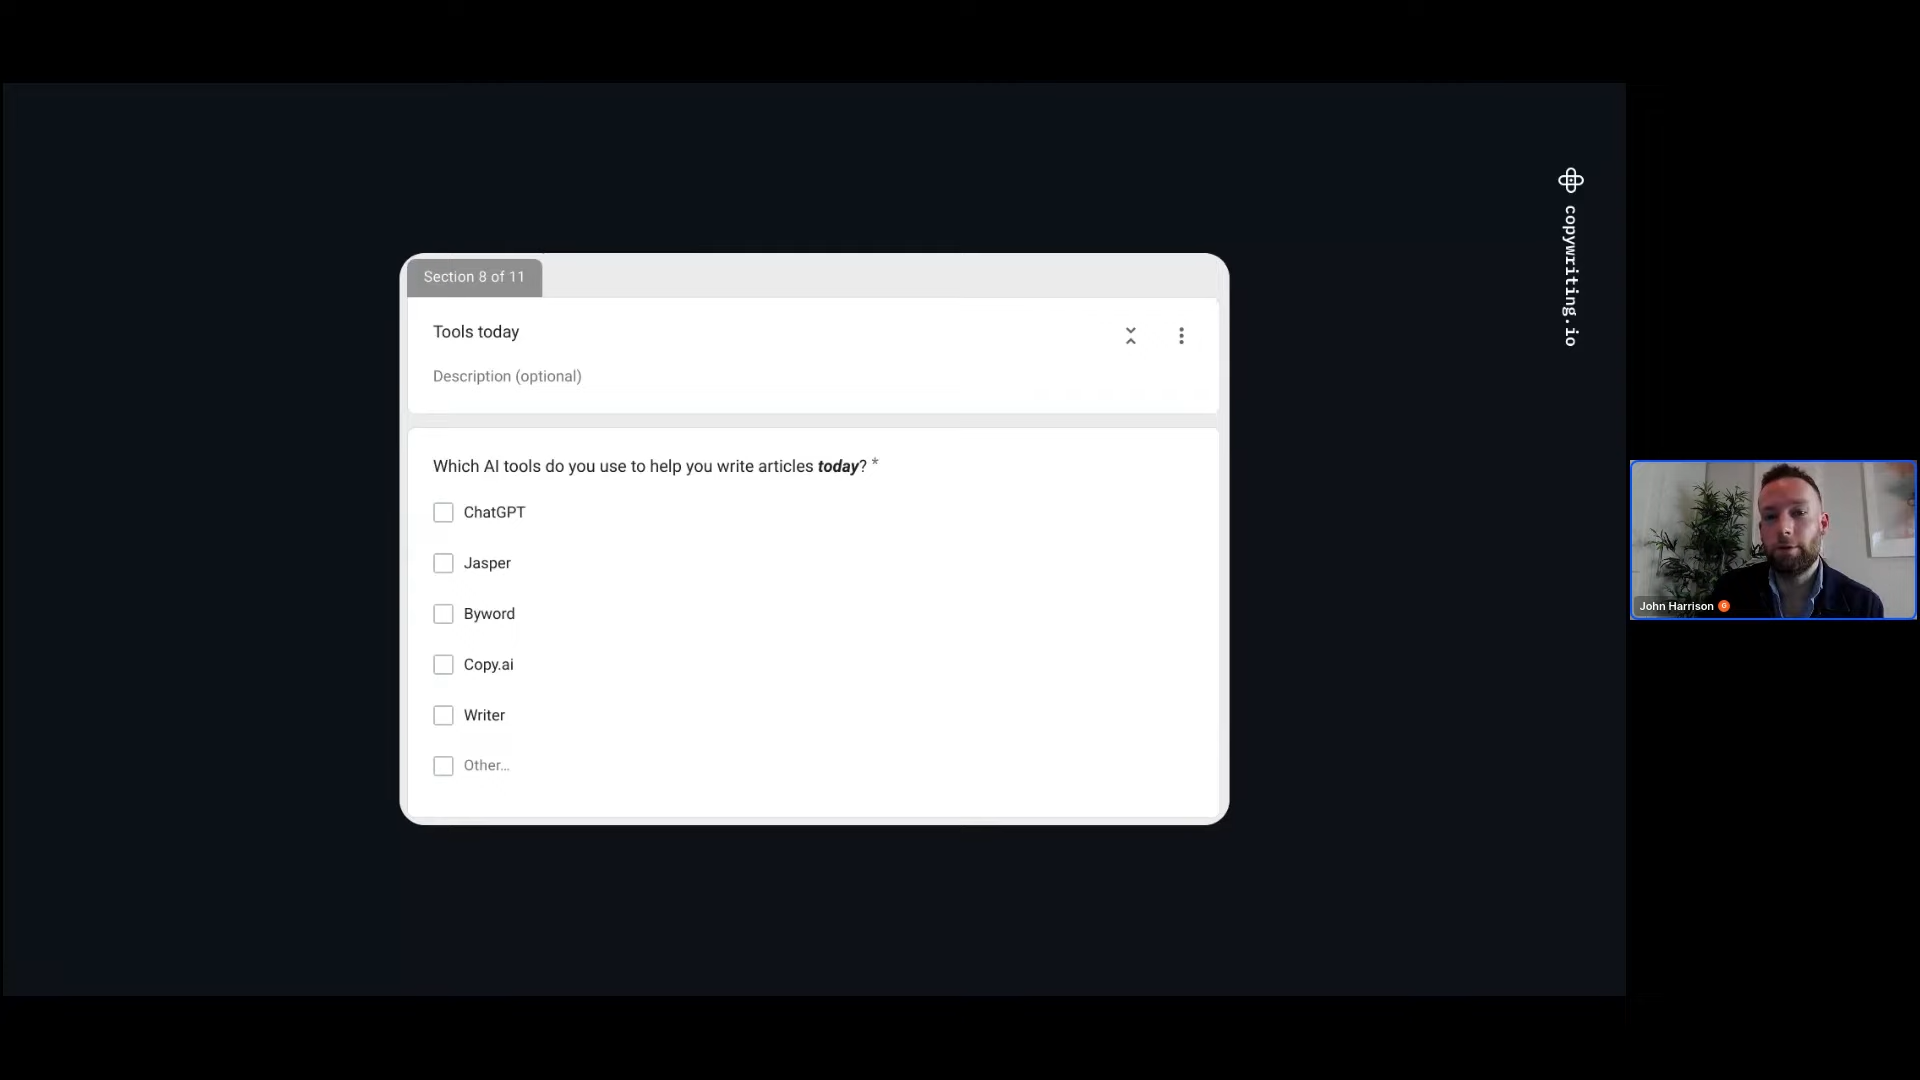 copywriting.io
Section 8 of 11
Tools today
Description (optional)
Which AI tools do you use to help you write articles today? *
ChatGPT
Jasper
Byword
Copy.ai
Writer
Other...
John Harrison